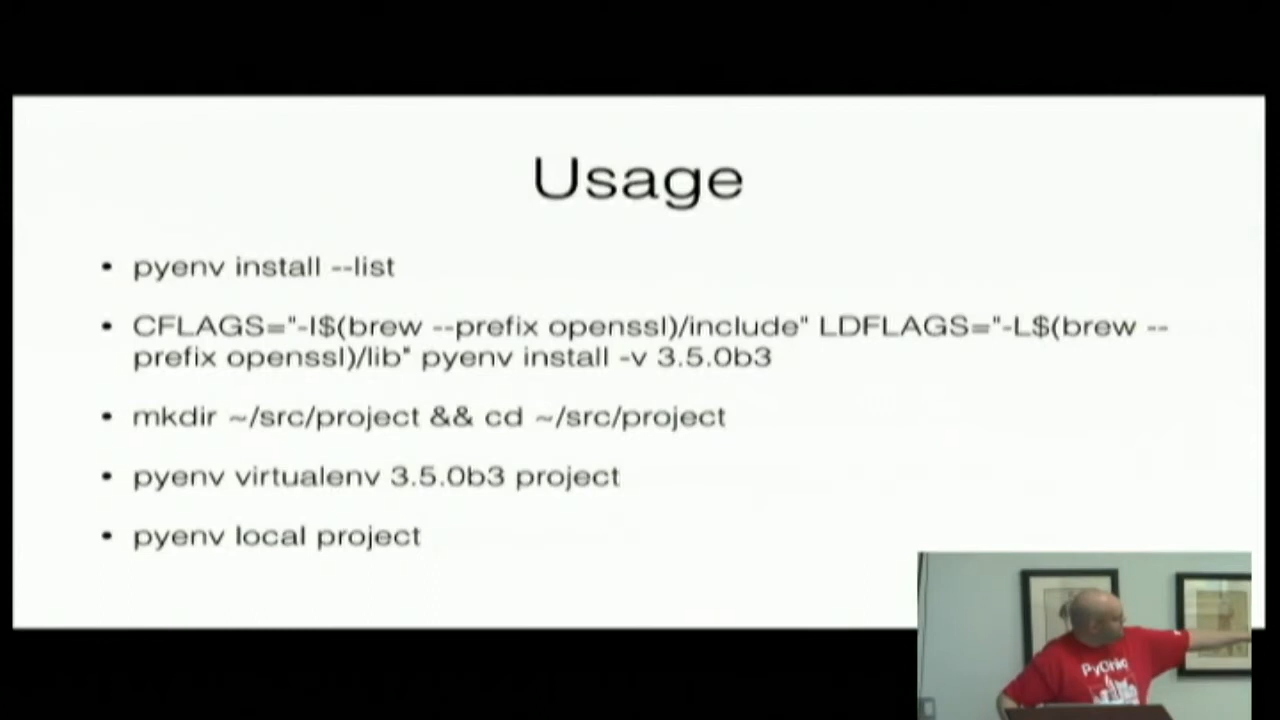 Usage
• pyenv install --list
• CFLAGS="-I$(brew --prefix openssl)/include" LDFLAGS="-L$(brew --
prefix openssl)/lib" pyenv install -v 3.5.0b3
• mkdir ~/src/project && cd ~/src/project
• pyenv virtualenv 3.5.0b3 project
• pyenv local project